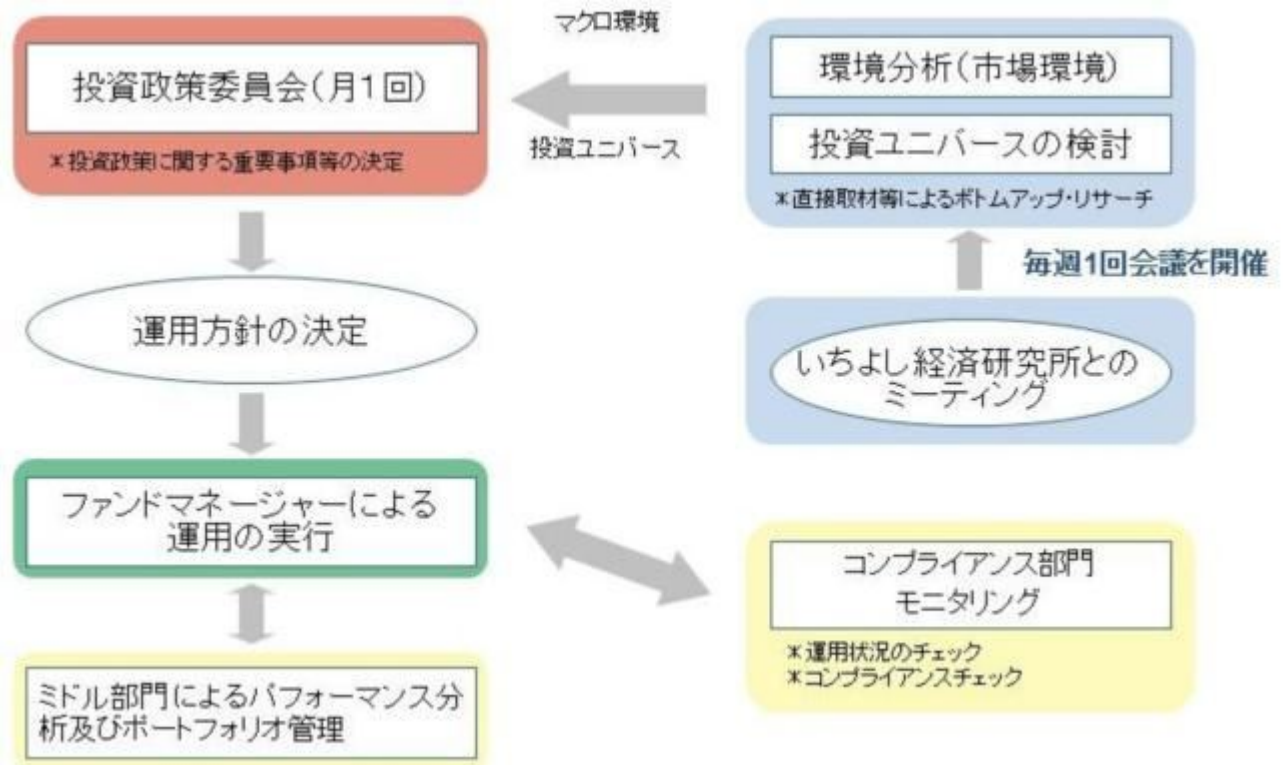 マクロ環境
投資政策委員会(月1回)
*投資政策に関する重要事項等の決定
投資ユニバース
環境分析(市場環境)
投資ユニバースの検討
*直接取材等によるボトムアップ・リサーチ
毎週1回会議を開催
いちよし経済研究所との
ミーティング
運用方針の決定
ファンドマネージャーによる
運用の実行
コンプライアンス部門
モニタリング
*運用状況のチェック
*コンプライアンスチェック
ミドル部門によるパフォーマンス分
析及びポートフォリオ管理